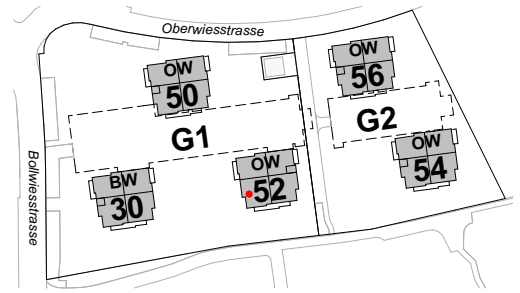 Oberwiesstrasse
OW
50
OW
56
G1
G2
Bollwiesstrasse
BW
30
OW
52
OW
54